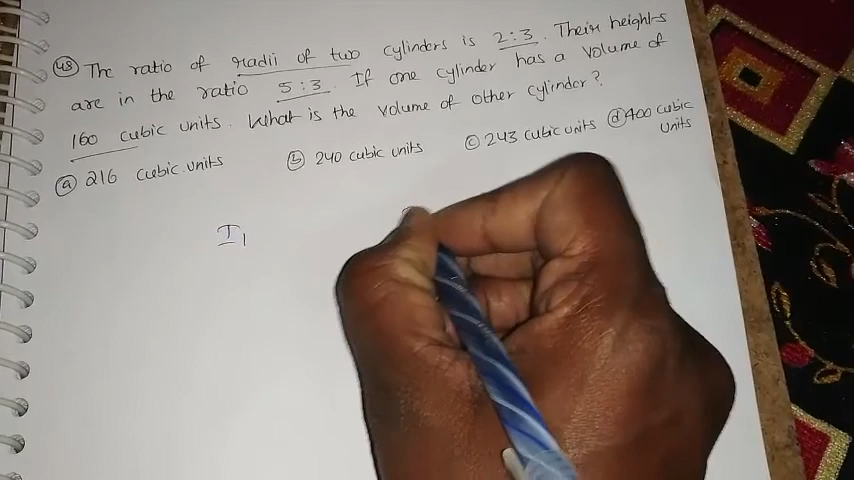 48 The ratio of radii of two cylinders is 2:3. Their heights
are in the ratio 5:3. If one cylinder has a volume of
160 cubic units. What is the volume of other cylinder?
a 216 cubic units b 240 cubic units c 243 cubic units d 400 cubic
units
I1